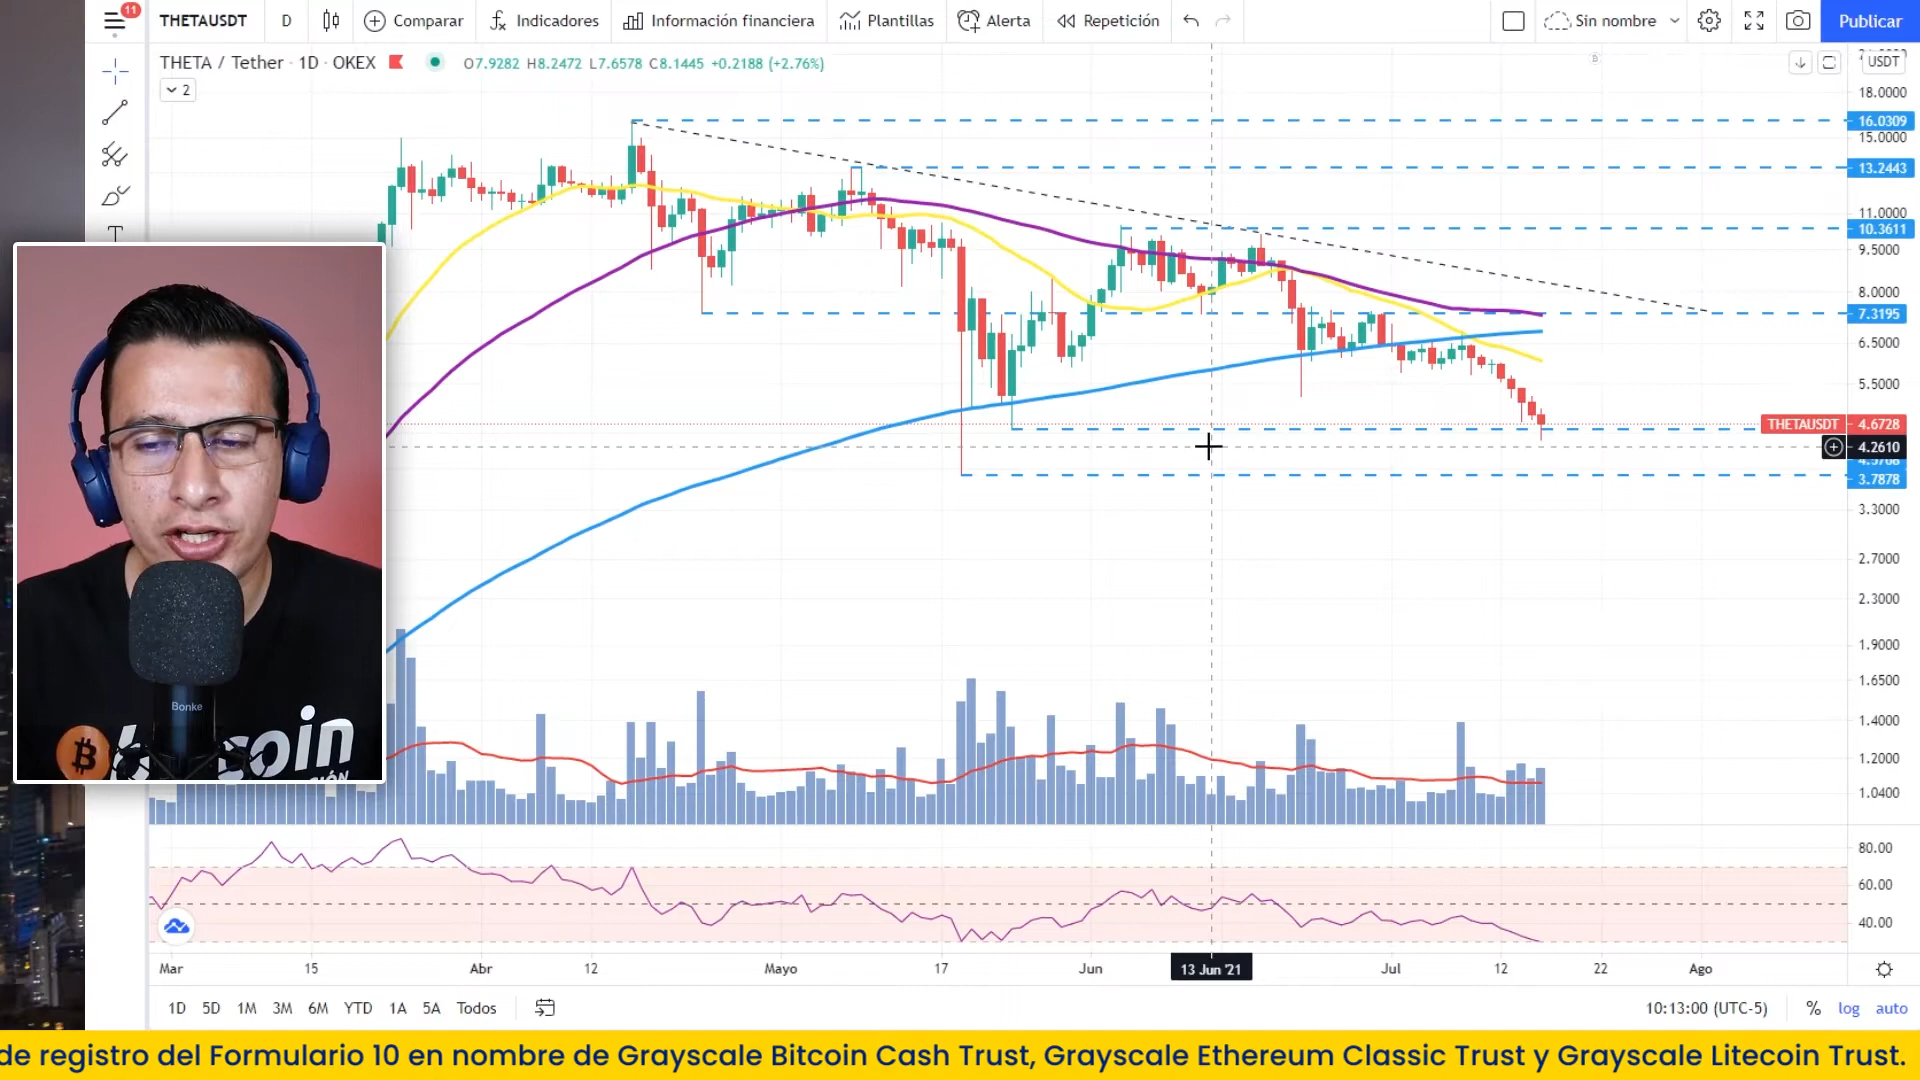 11
THETAUSDT D Comparar Indicadores Información financiera Plantillas Alerta Repetición Sin nombre Publicar
THETA / Tether · 1D · OKEX O7.9282 H8.2472 L7.6578 C8.1445 +0.2188 (+2.76%)
USDT
2
18.0000
16.0309
15.0000
13.2443
11.0000
10.3611
9.5000
8.0000
7.3195
6.5000
5.5000
THETAUSDT 4.6728
4.2610
3.7878
3.3000
2.7000
2.3000
1.9000
1.6500
1.4000
1.2000
1.0400
80.00
60.00
40.00
Bonke
coin
Mar 15 Abr 12 Mayo 17 Jun 13 Jun '21 Jul 12 22 Ago
1D 5D 1M 3M 6M YTD 1A 5A Todos 10:13:00 (UTC-5) % log auto
de registro del Formulario 10 en nombre de Grayscale Bitcoin Cash Trust, Grayscale Ethereum Classic Trust y Grayscale Litecoin Trust.